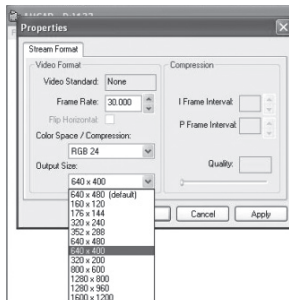 Properties
Stream Format
Video Format
Video Standard: None
Frame Rate: 30.000
Flip Horizontal:
Color Space / Compression:
RGB 24
Output Size:
640 x 400
640 x 480 (default)
160 x 120
176 x 144
320 x 240
352 x 288
640 x 480
640 x 400
320 x 200
800 x 600
1280 x 800
1280 x 960
1600 x 1200
Compression
I Frame Interval:
P Frame Interval:
Quality:
Cancel
Apply